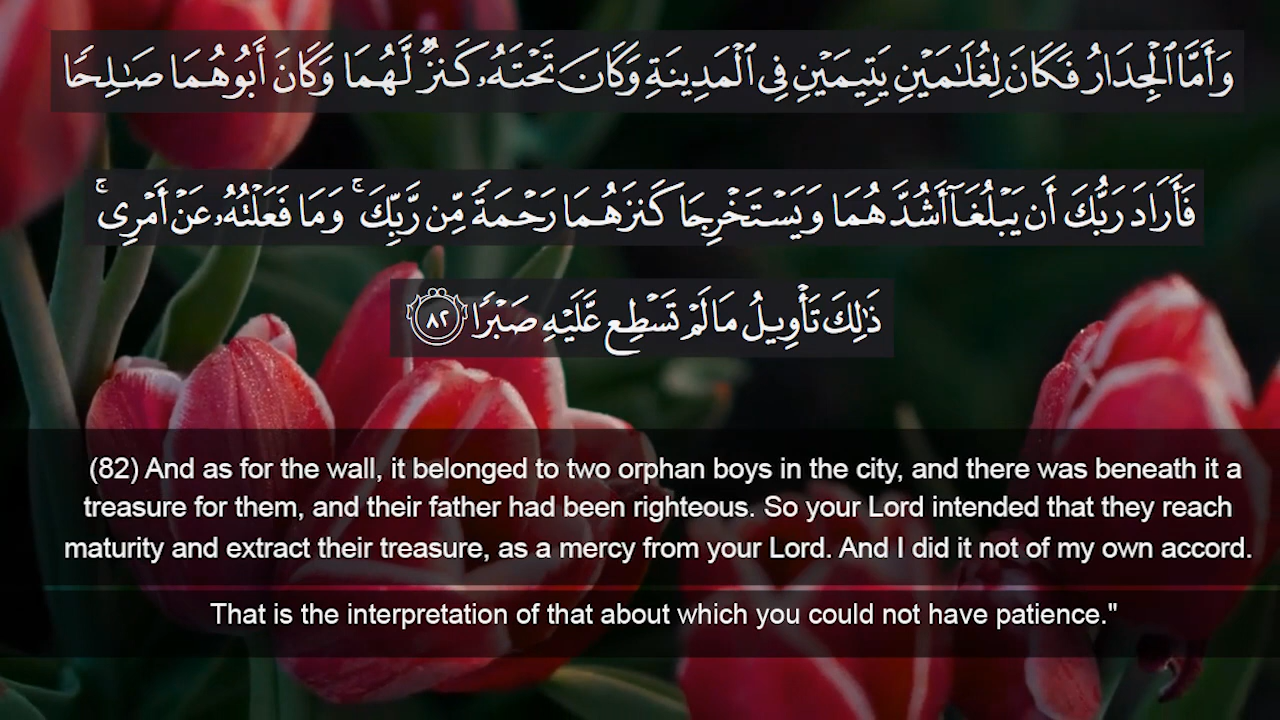 وَأَمَّا ٱلْجِدَارُ فَكَانَ لِغُلَٰمَيْنِ يَتِيمَيْنِ فِى ٱلْمَدِينَةِ وَكَانَ تَحْتَهُۥ كَنزٌ لَّهُمَا وَكَانَ أَبُوهُمَا صَٰلِحًا
فَأَرَادَ رَبُّكَ أَن يَبْلُغَآ أَشُدَّهُمَا وَيَسْتَخْرِجَا كَنزَهُمَا رَحْمَةً مِّن رَّبِّكَ ۚ وَمَا فَعَلْتُهُۥ عَنْ أَمْرِى ۚ
ذَٰلِكَ تَأْوِيلُ مَا لَمْ تَسْطِع عَّلَيْهِ صَبْرًا ٨٢
(82) And as for the wall, it belonged to two orphan boys in the city, and there was beneath it a
treasure for them, and their father had been righteous. So your Lord intended that they reach
maturity and extract their treasure, as a mercy from your Lord. And I did it not of my own accord.
That is the interpretation of that about which you could not have patience."